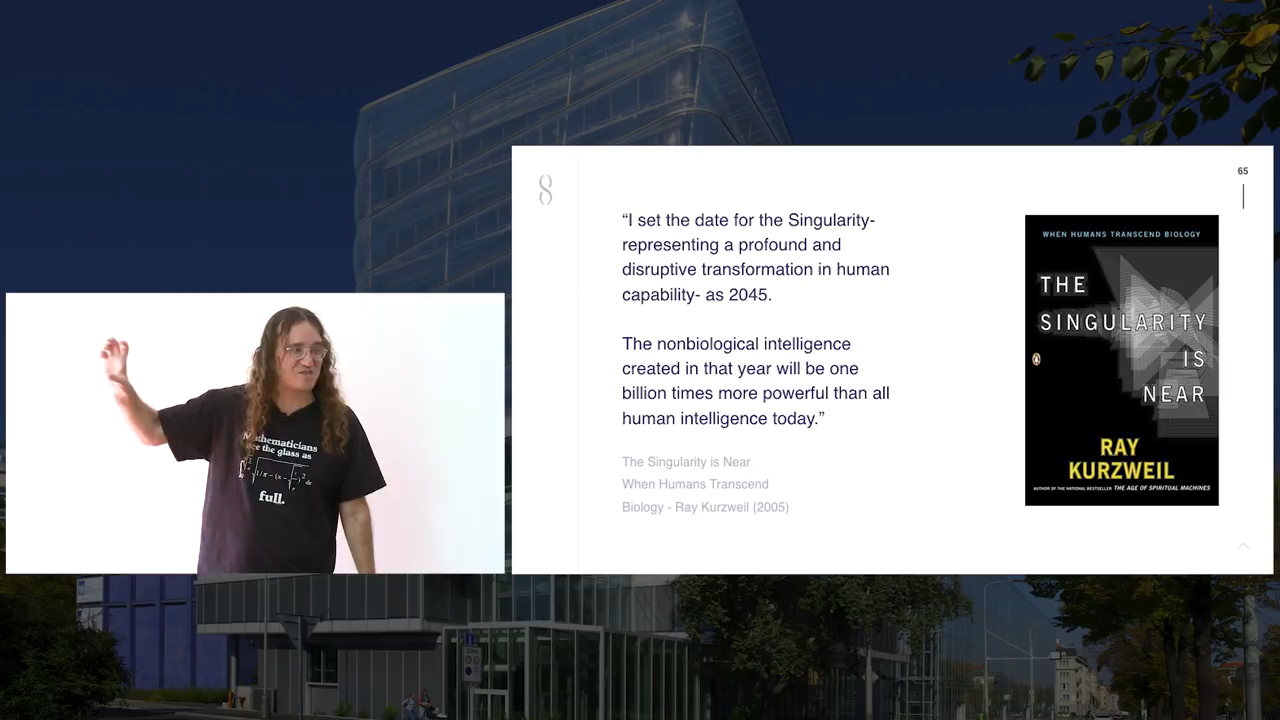 65
“I set the date for the Singularity-
representing a profound and
disruptive transformation in human
capability- as 2045.
The nonbiological intelligence
created in that year will be one
billion times more powerful than all
human intelligence today.”
The Singularity is Near
When Humans Transcend
Biology - Ray Kurzweil (2005)
WHEN HUMANS TRANSCEND BIOLOGY
THE
SINGULARITY
IS
NEAR
RAY
KURZWEIL
AUTHOR OF THE NATIONAL BESTSELLER THE AGE OF SPIRITUAL MACHINES
Mathematicians
see the glass as
full.